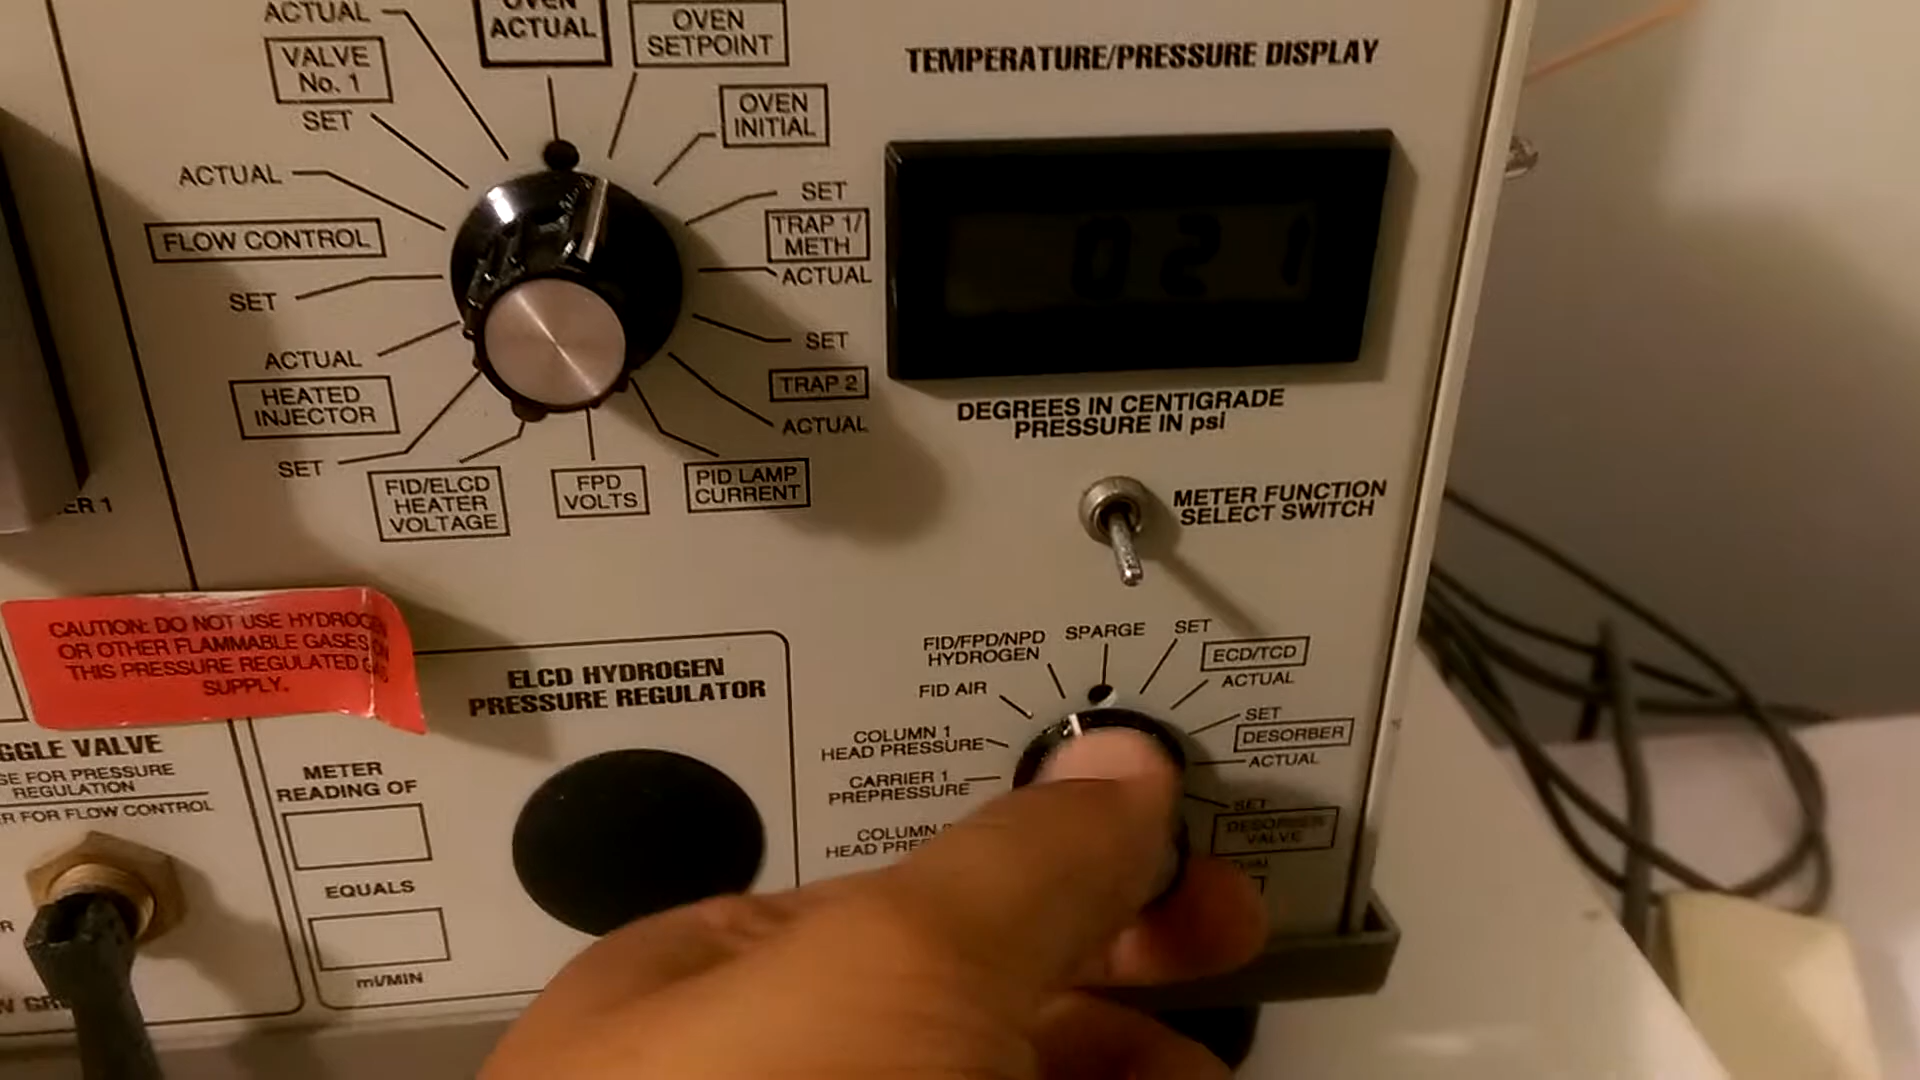 ACTUAL
OVEN
ACTUAL
OVEN
SETPOINT
VALVE
No. 1
SET
OVEN
INITIAL
ACTUAL
FLOW CONTROL
SET
SET
TRAP 1/
METH
ACTUAL
ACTUAL
HEATED
INJECTOR
SET
SET
TRAP 2
ACTUAL
FID/ELCD
HEATER
VOLTAGE
FPD
VOLTS
PID LAMP
CURRENT
TEMPERATURE/PRESSURE DISPLAY
021
DEGREES IN CENTIGRADE
PRESSURE IN psi
METER FUNCTION
SELECT SWITCH
CAUTION: DO NOT USE HYDROGEN
OR OTHER FLAMMABLE GASES ON
THIS PRESSURE REGULATED GAS
SUPPLY.
ELCD HYDROGEN
PRESSURE REGULATOR
METER
READING OF
EQUALS
ml/MIN
FID/FPD/NPD
HYDROGEN
SPARGE
SET
ECD/TCD
ACTUAL
FID AIR
SET
DESORBER
ACTUAL
COLUMN 1
HEAD PRESSURE
CARRIER 1
PREPRESSURE
COLUMN
HEAD
SET
DESORBER
VALVE
VALVE
PRESSURE
REGULATION
FOR FLOW CONTROL